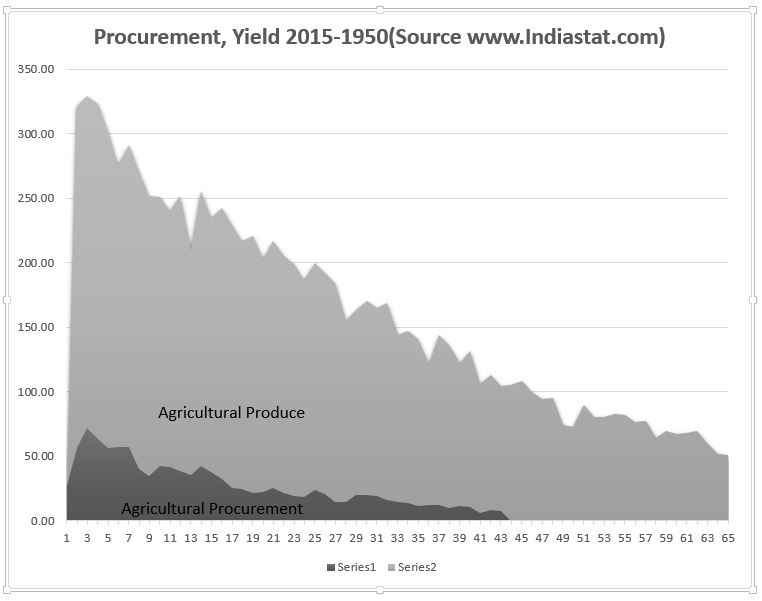 Procurement, Yield 2015-1950(Source www.Indiastat.com)
350.00
300.00
250.00
200.00
150.00
100.00
50.00
0.00
Agricultural Produce
Agricultural Procurement
1 3 5 7 9 11 13 15 17 19 21 23 25 27 29 31 33 35 37 39 41 43 45 47 49 51 53 55 57 59 61 63 65
Series1 Series2